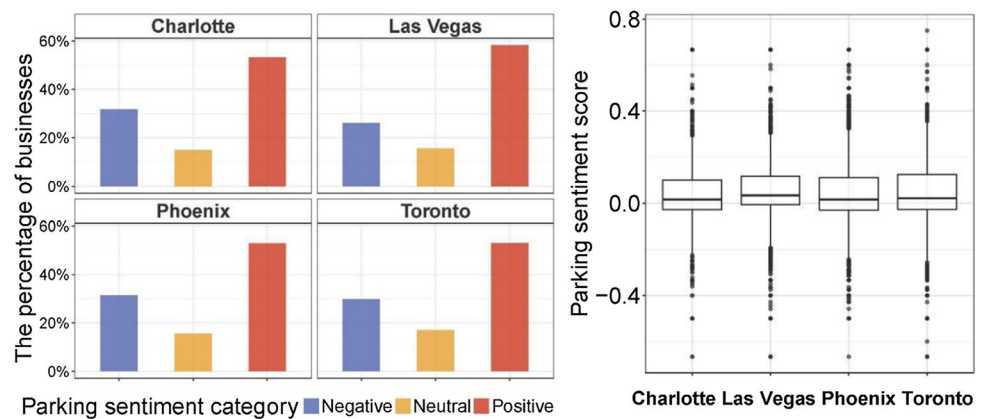 The percentage of businesses
Charlotte
Las Vegas
60%
40%
20%
0%
Phoenix
Toronto
60%
40%
20%
0%
Parking sentiment category Negative Neutral Positive
Parking sentiment score
0.8
0.4
0.0
−0.4
Charlotte Las Vegas Phoenix Toronto